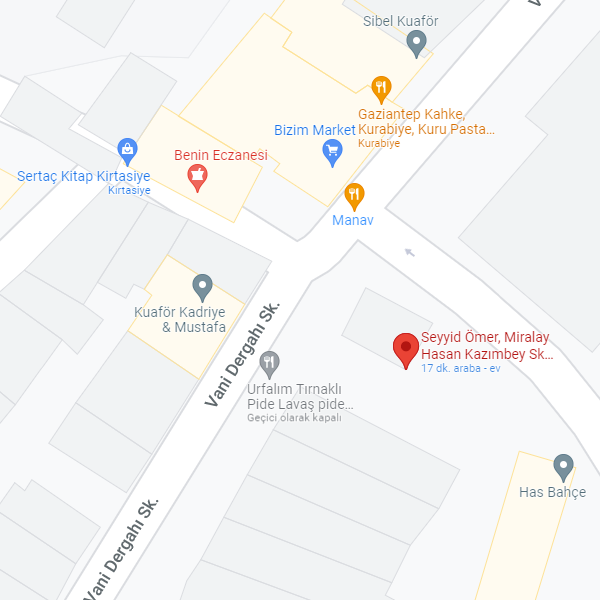 Sibel Kuaför
Gaziantep Kahke,
Kurabiye, Kuru Pasta...
Kurabiye
Bizim Market
Benin Eczanesi
Sertaç Kitap Kirtasiye
Kırtasiye
Manav
Kuaför Kadriye
& Mustafa
Vani Dergahı Sk.
Seyyid Ömer, Miralay
Hasan Kazımbey Sk...
17 dk. araba - ev
Urfalım Tırnaklı
Pide Lavaş pide...
Geçici olarak kapalı
Has Bahçe
Vani Dergahı Sk.